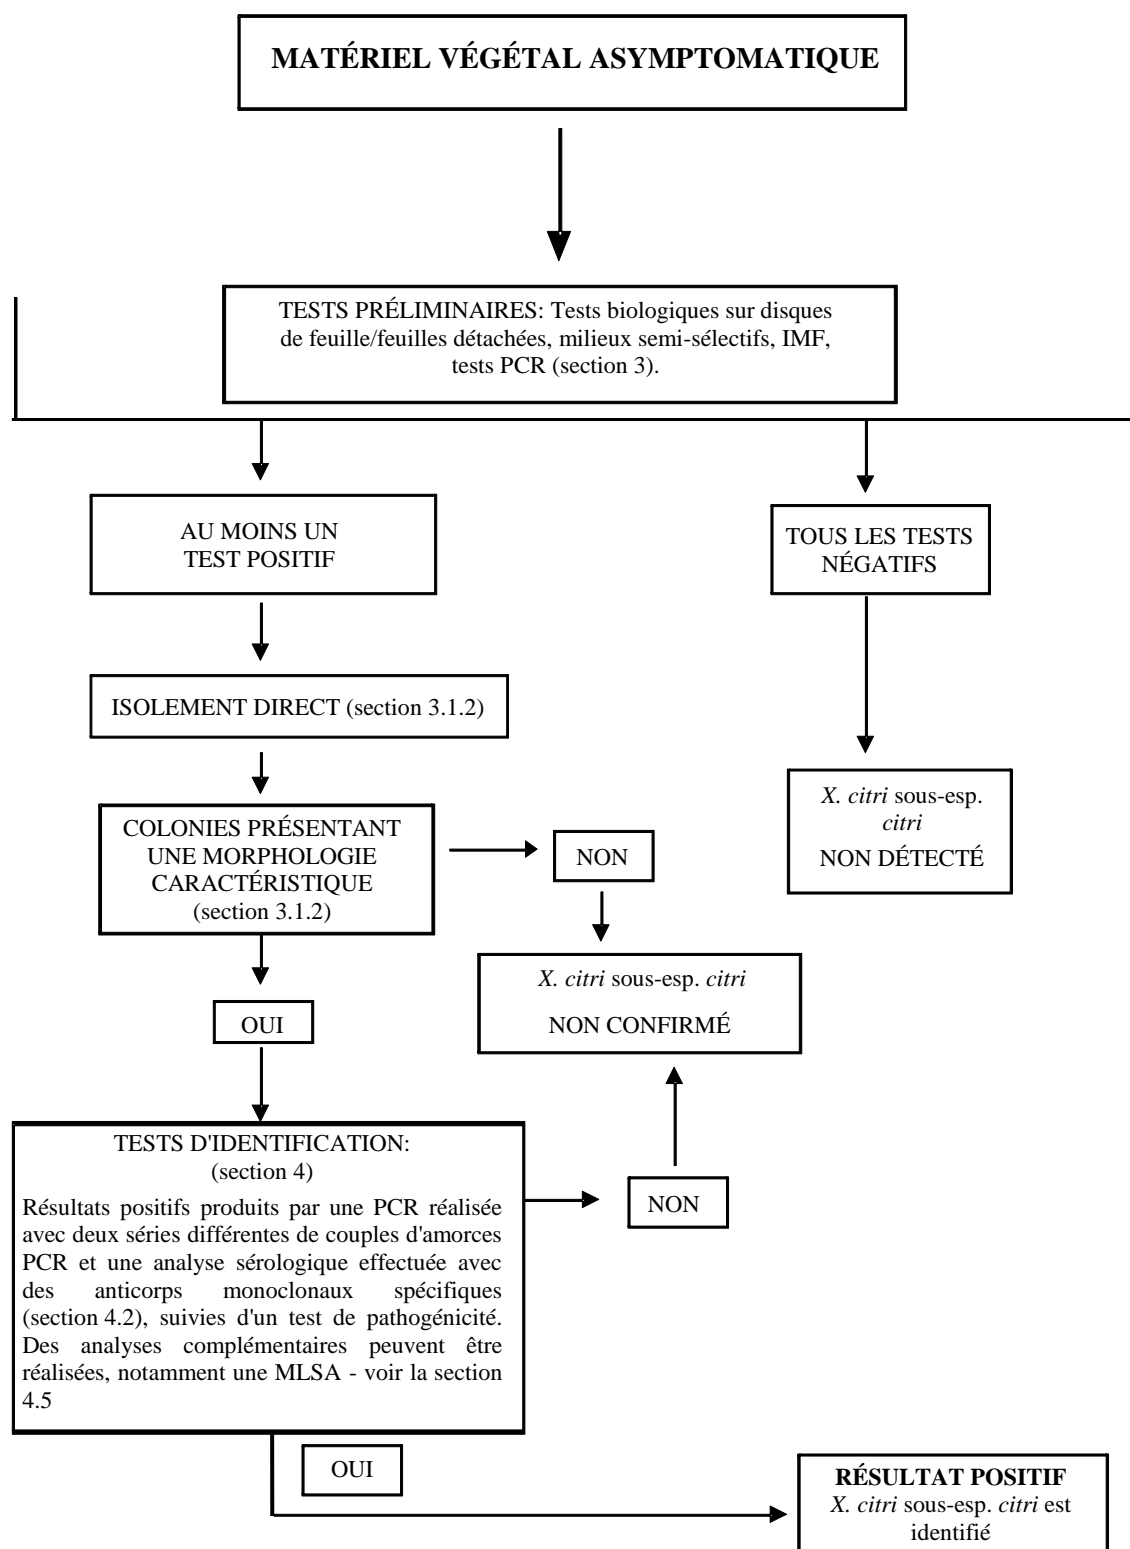 MATÉRIEL VÉGÉTAL ASYMPTOMATIQUE
TESTS PRÉLIMINAIRES: Tests biologiques sur disques
de feuille/feuilles détachées, milieux semi-sélectifs, IMF,
tests PCR (section 3).
AU MOINS UN
TEST POSITIF
TOUS LES TESTS
NÉGATIFS
ISOLEMENT DIRECT (section 3.1.2)
X. citri sous-esp.
citri
NON DÉTECTÉ
COLONIES PRÉSENTANT
UNE MORPHOLOGIE
CARACTÉRISTIQUE
(section 3.1.2)
NON
X. citri sous-esp. citri
NON CONFIRMÉ
OUI
TESTS D'IDENTIFICATION:
(section 4)
Résultats positifs produits par une PCR réalisée
avec deux séries différentes de couples d'amorces
PCR et une analyse sérologique effectuée avec
des anticorps monoclonaux spécifiques
(section 4.2), suivies d'un test de pathogénicité.
Des analyses complémentaires peuvent être
réalisées, notamment une MLSA - voir la section
4.5
NON
OUI
RÉSULTAT POSITIF
X. citri sous-esp. citri est
identifié